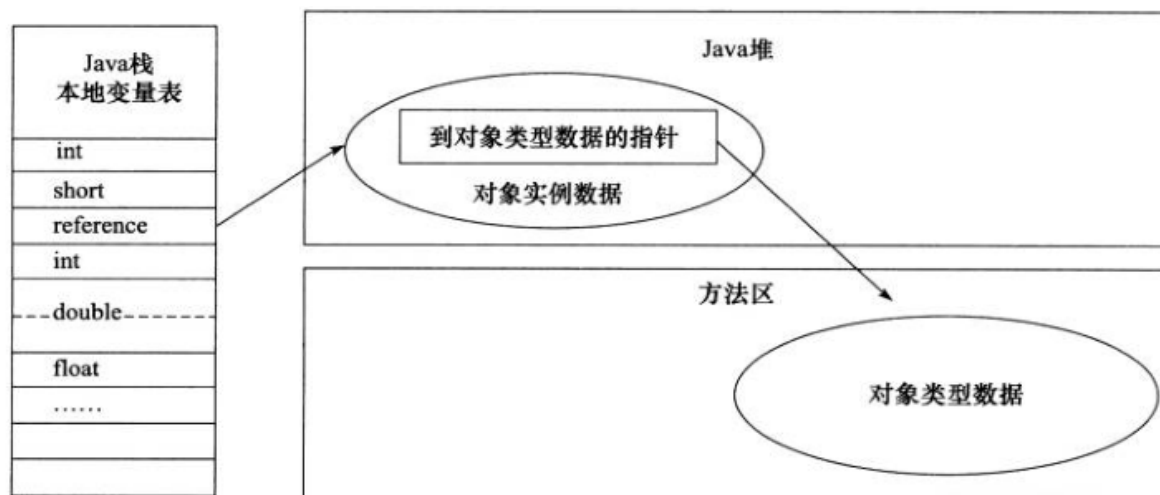 Java栈
本地变量表
int
short
reference
int
double
float
……
Java堆
到对象类型数据的指针
对象实例数据
方法区
对象类型数据